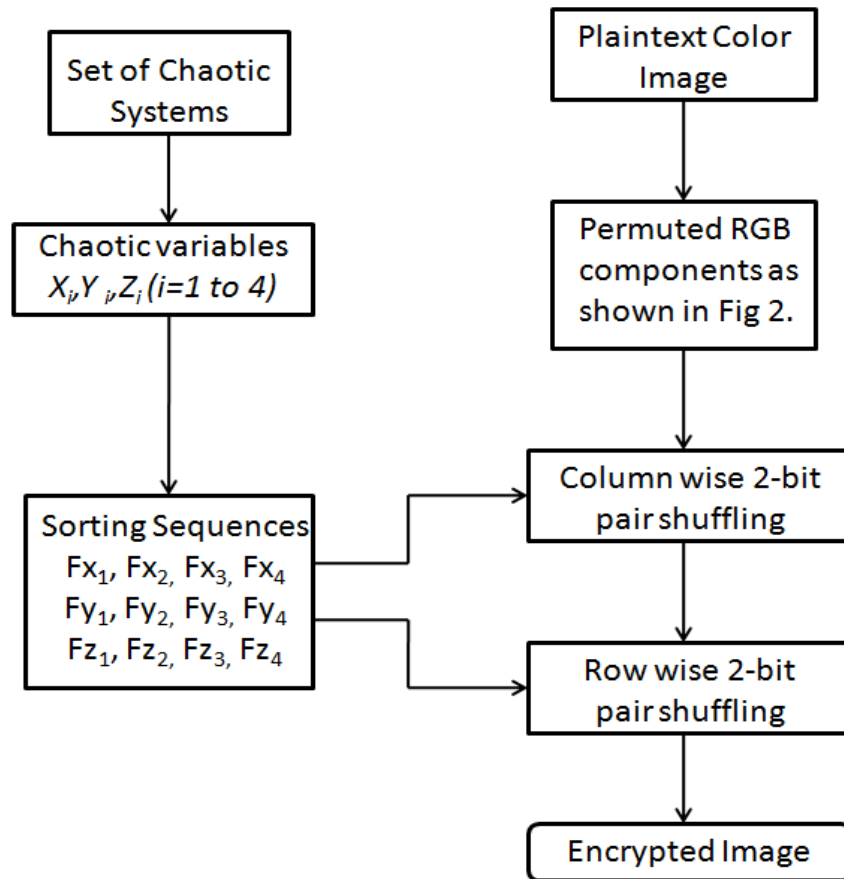 Set of Chaotic
Systems
Chaotic variables
Xi,Y i,Zi (i=1 to 4)
Sorting Sequences
Fx1, Fx2, Fx3, Fx4
Fy1, Fy2, Fy3, Fy4
Fz1, Fz2, Fz3, Fz4
Plaintext Color
Image
Permuted RGB
components as
shown in Fig 2.
Column wise 2-bit
pair shuffling
Row wise 2-bit
pair shuffling
Encrypted Image